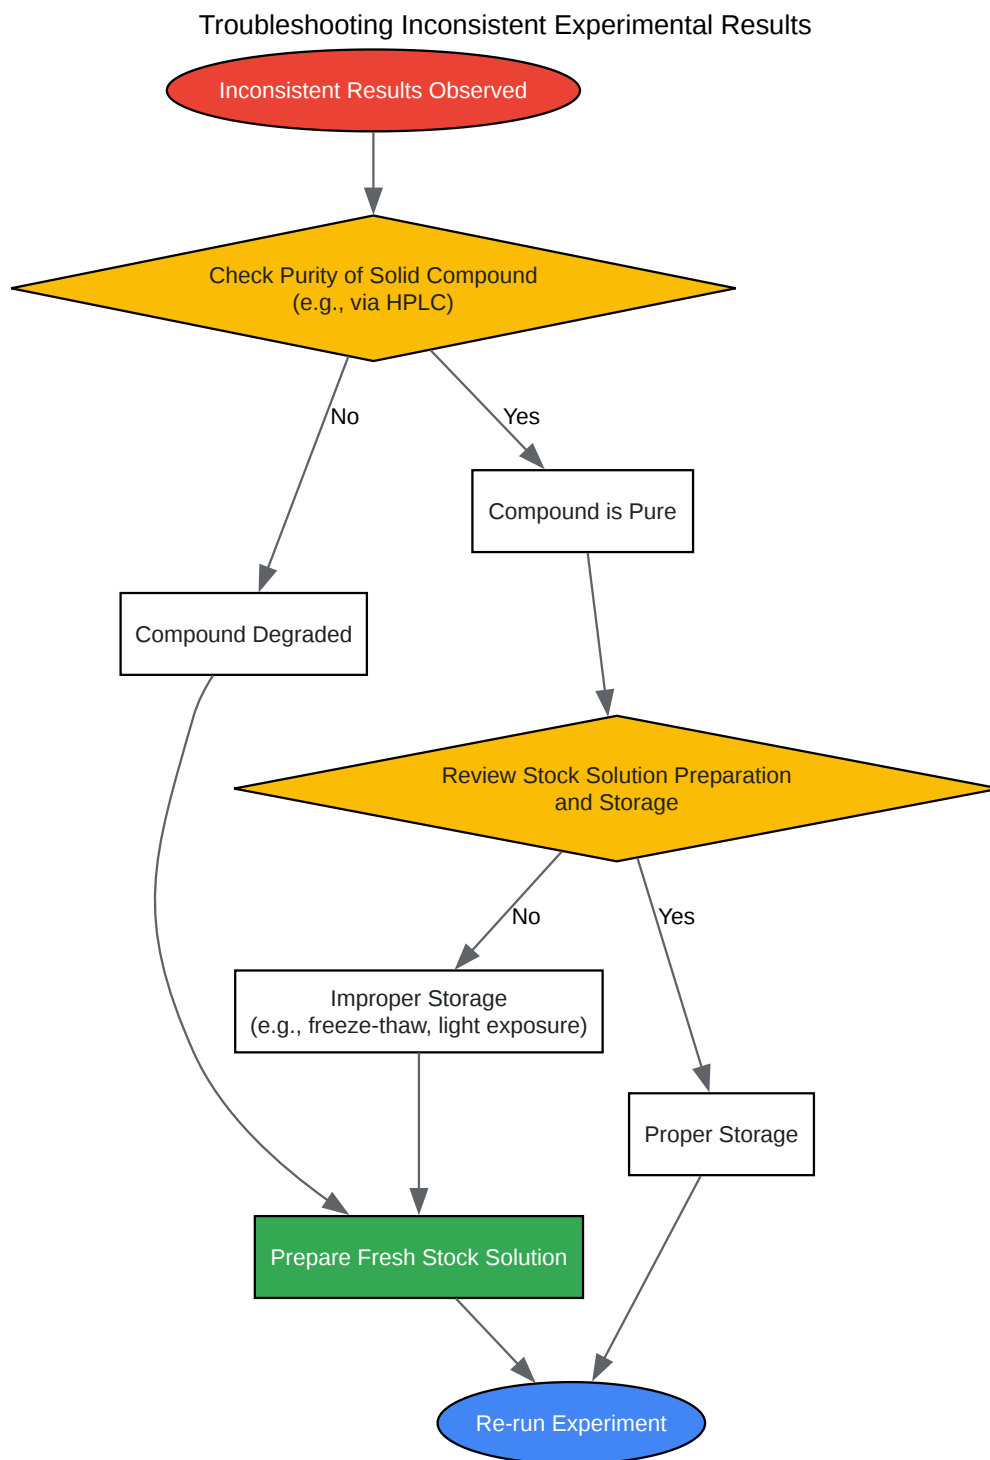 Troubleshooting Inconsistent Experimental Results
Inconsistent Results Observed
Check Purity of Solid Compound
(e.g., via HPLC)
No
Yes
Compound is Pure
Compound Degraded
Review Stock Solution Preparation
and Storage
No
Yes
Improper Storage
(e.g., freeze-thaw, light exposure)
Proper Storage
Prepare Fresh Stock Solution
Re-run Experiment